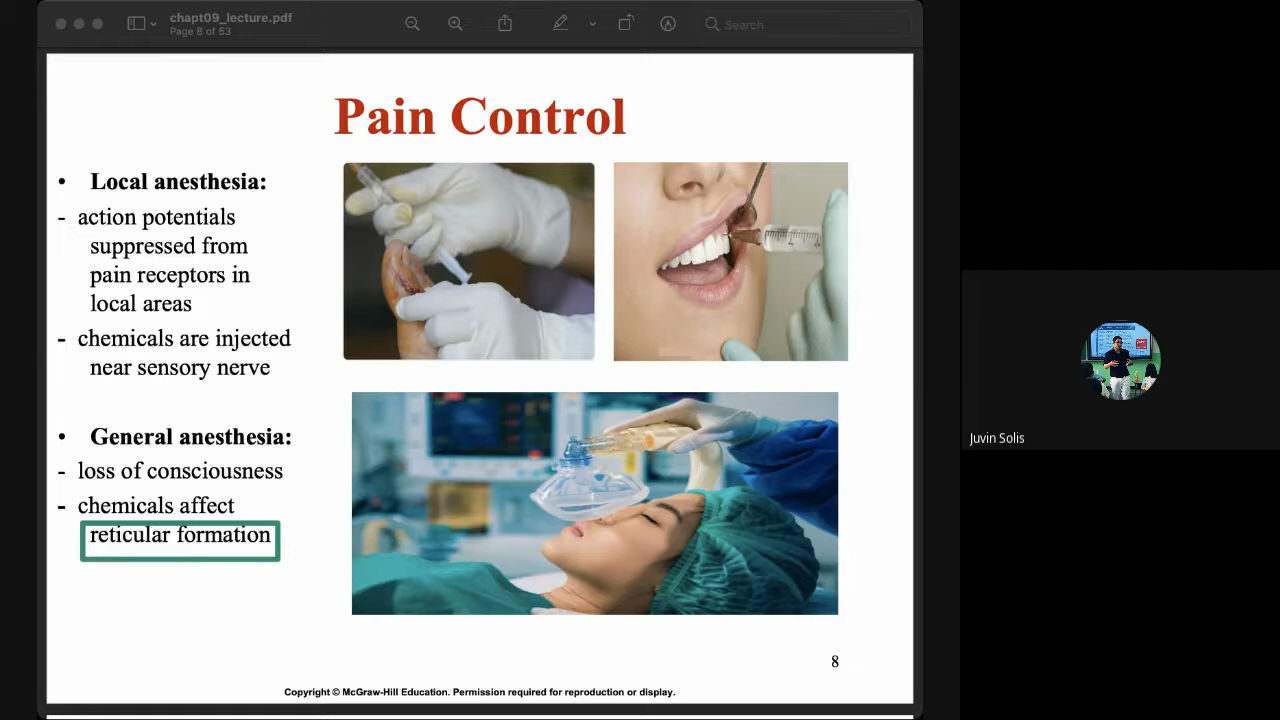 chapt09_lecture.pdf
Page 8 of 53
Search
Pain Control
• Local anesthesia:
- action potentials
suppressed from
pain receptors in
local areas
- chemicals are injected
near sensory nerve
• General anesthesia:
- loss of consciousness
- chemicals affect
reticular formation
8
Copyright © McGraw-Hill Education. Permission required for reproduction or display.
Juvin Solis